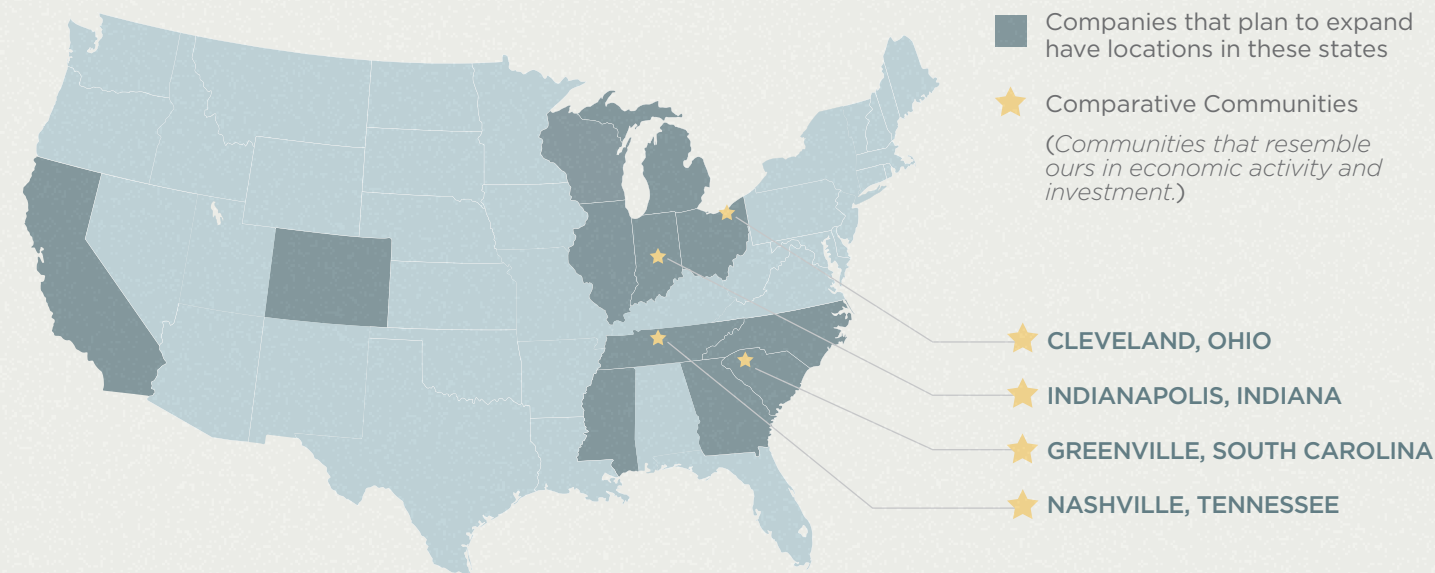 Companies that plan to expand
have locations in these states
Comparative Communities
(Communities that resemble
ours in economic activity and
investment.)
CLEVELAND, OHIO
INDIANAPOLIS, INDIANA
GREENVILLE, SOUTH CAROLINA
NASHVILLE, TENNESSEE